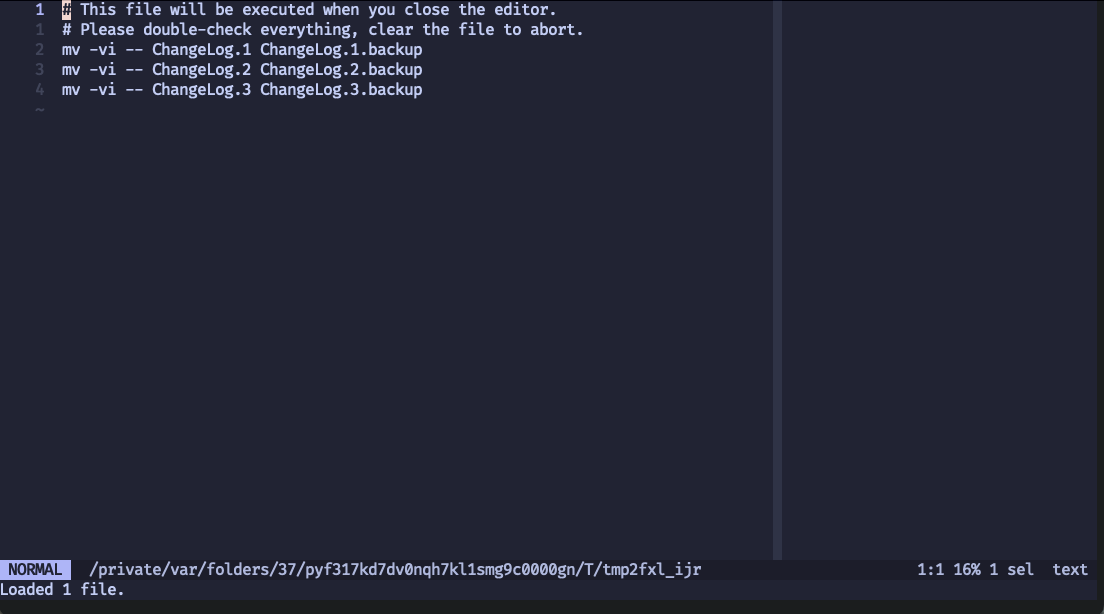 1 # This file will be executed when you close the editor.
1 # Please double-check everything, clear the file to abort.
2 mv -vi -- ChangeLog.1 ChangeLog.1.backup
3 mv -vi -- ChangeLog.2 ChangeLog.2.backup
4 mv -vi -- ChangeLog.3 ChangeLog.3.backup
~
NORMAL /private/var/folders/37/pyf317kd7dv0nqh7kl1smg9c0000gn/T/tmp2fxl_ijr 1:1 16% 1 sel text
Loaded 1 file.